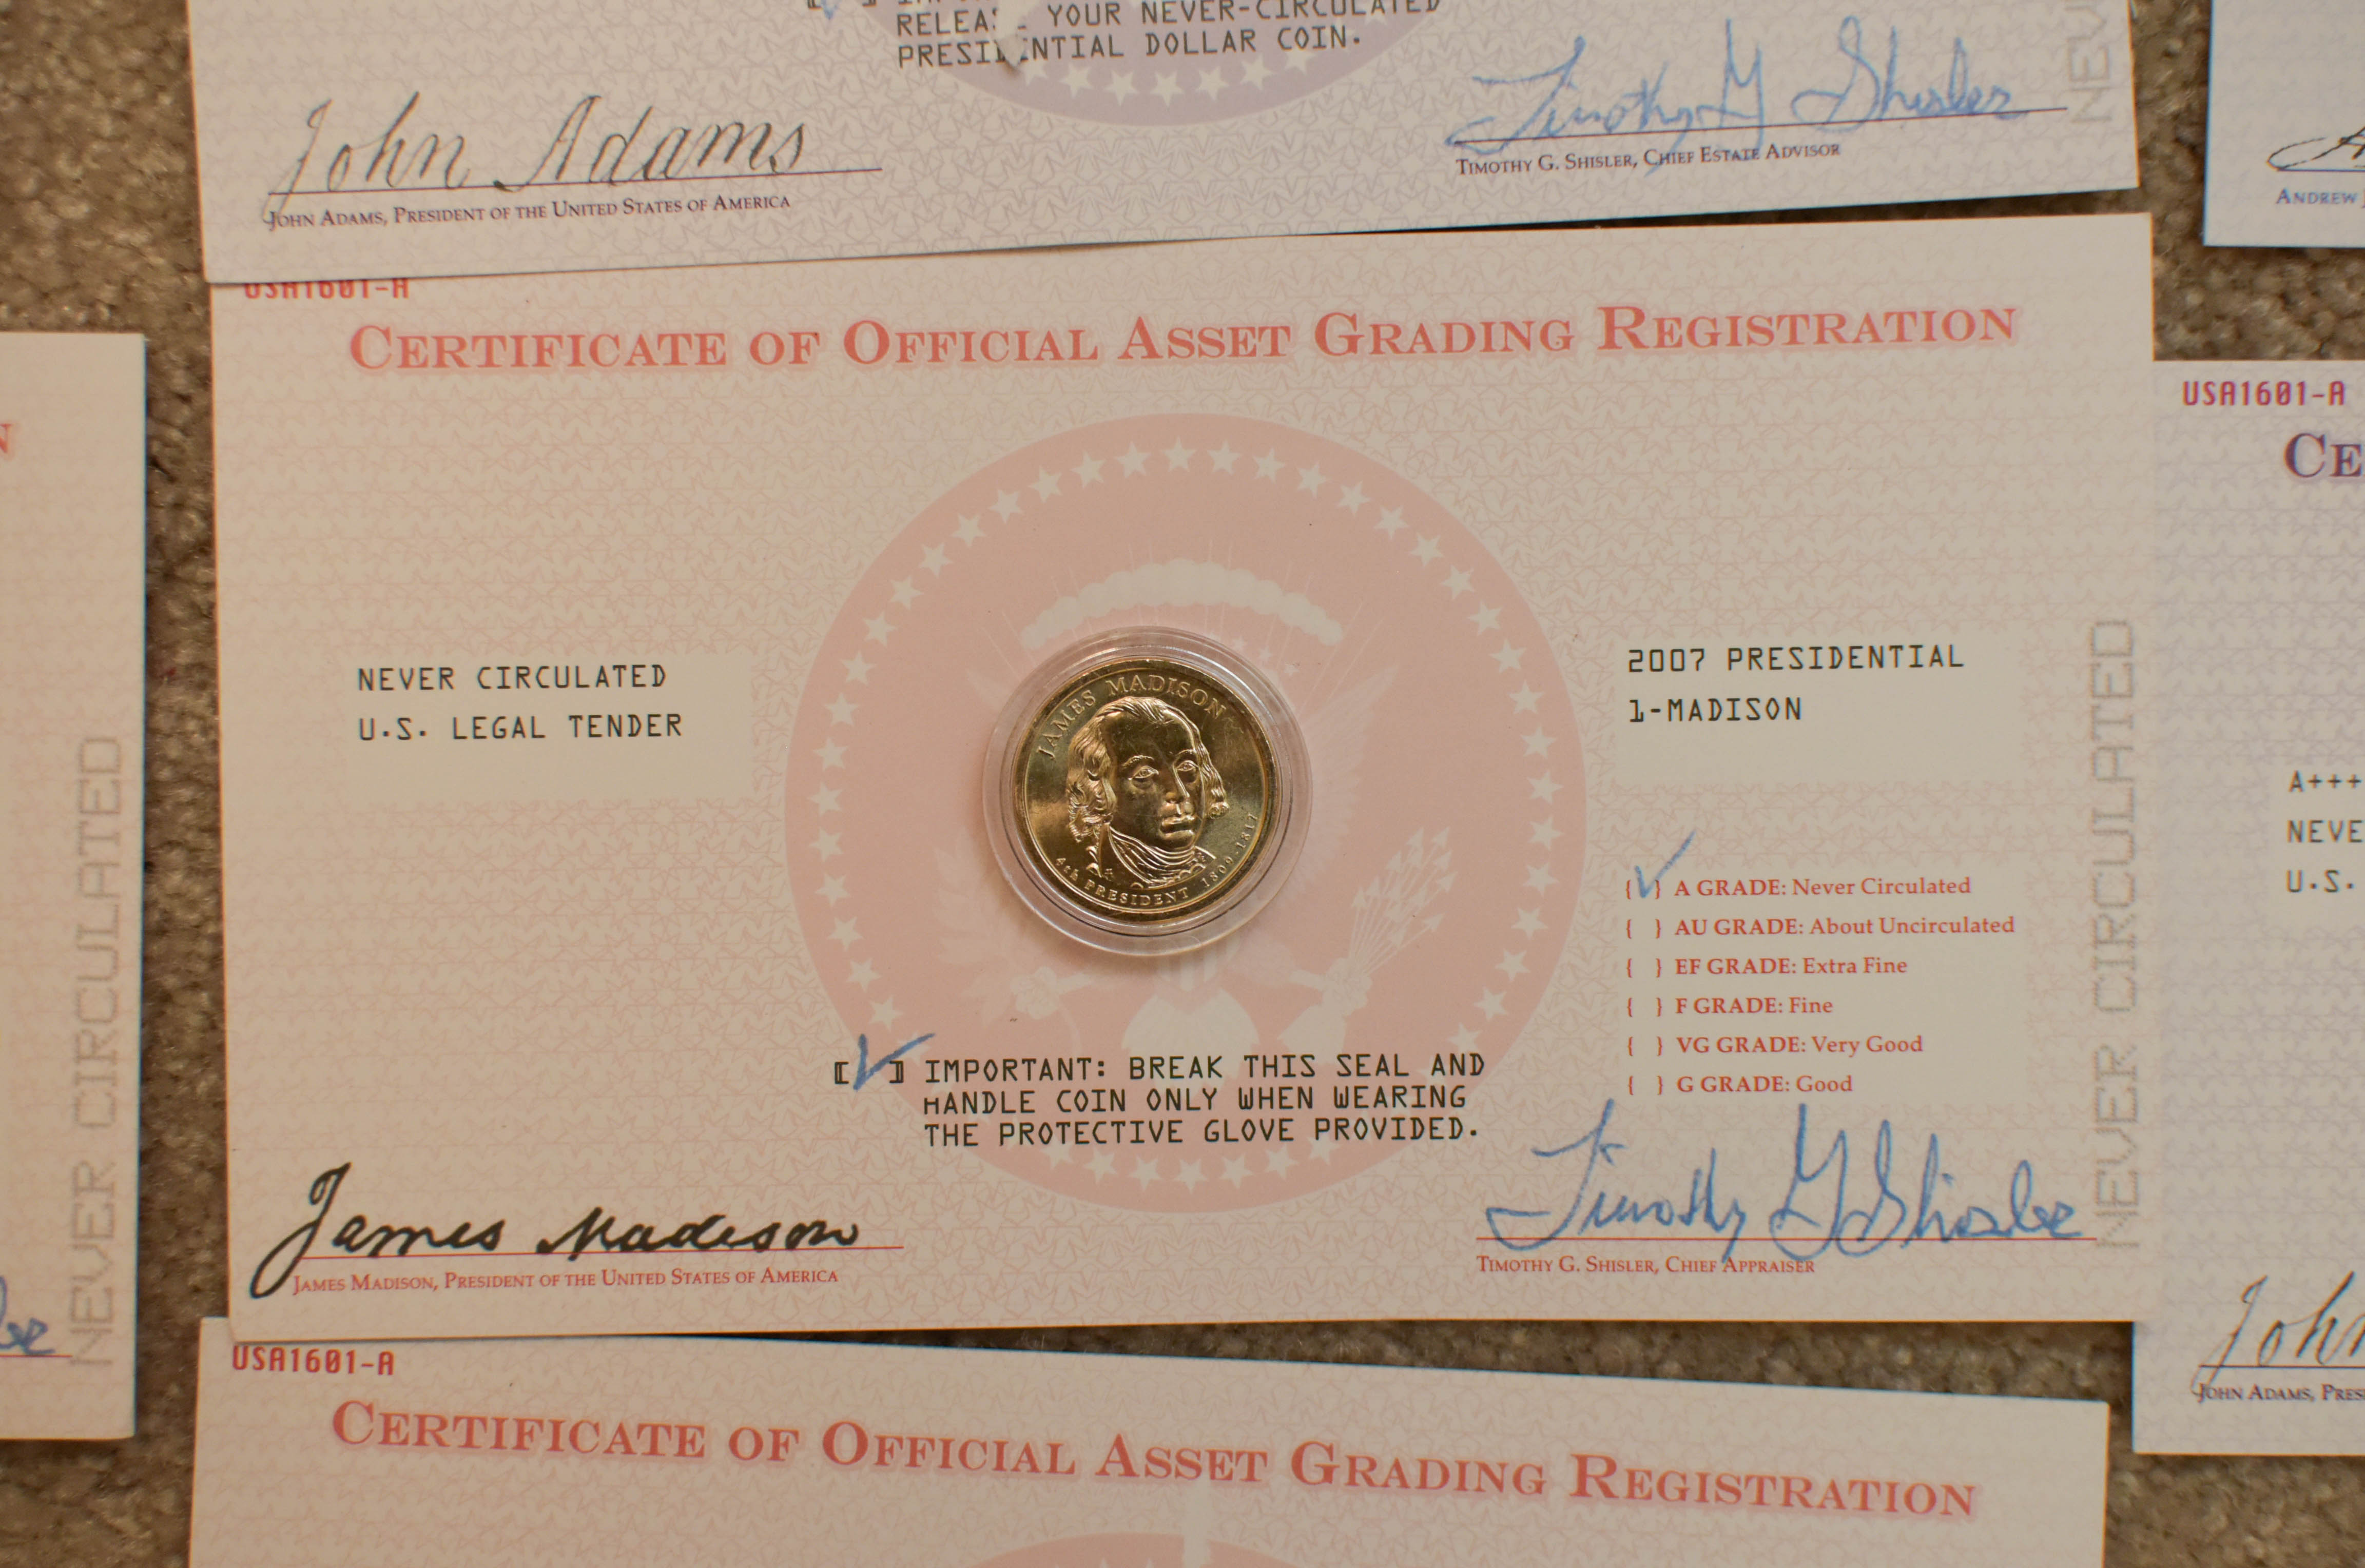 YOUR NEVER-CIRCULATED
DOLLAR COIN.
John Adams
JOHN ADAMS, PRESIDENT OF THE UNITED STATES OF AMERICA
Timothy G Shisler
TIMOTHY G. SHISLER, CHIEF ESTATE ADVISOR
NEVER
ANDREW
USA1601-A
CERTIFICATE OF OFFICIAL ASSET GRADING REGISTRATION
NEVER CIRCULATED
U.S. LEGAL TENDER
JAMES MADISON
4th PRESIDENT 1809-1817
2007 PRESIDENTIAL
1-MADISON
{ } A GRADE: Never Circulated
{ } AU GRADE: About Uncirculated
{ } EF GRADE: Extra Fine
{ } F GRADE: Fine
{ } VG GRADE: Very Good
{ } G GRADE: Good
[ ] IMPORTANT: BREAK THIS SEAL AND
HANDLE COIN ONLY WHEN WEARING
THE PROTECTIVE GLOVE PROVIDED.
James Madison
JAMES MADISON, PRESIDENT OF THE UNITED STATES OF AMERICA
Timothy G Shisler
TIMOTHY G. SHISLER, CHIEF APPRAISER
NEVER CIRCULATED
NEVER CIRCULATED
USA1601-A
CE
A+++
NEVE
U.S.
John
JOHN ADAMS, PRES
USA1601-A
CERTIFICATE OF OFFICIAL ASSET GRADING REGISTRATION